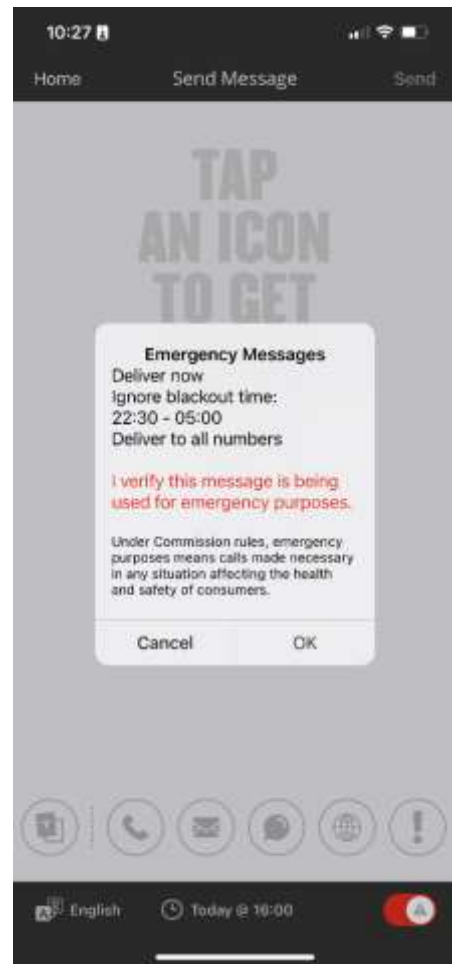 10:27
Home Send Message Send
TAP
AN ICON
TO GET
Emergency Messages
Deliver now
Ignore blackout time:
22:30 - 05:00
Deliver to all numbers
I verify this message is being
used for emergency purposes.
Under Commission rules, emergency
purposes means calls made necessary
in any situation affecting the health
and safety of consumers.
Cancel OK
English Today @ 16:00